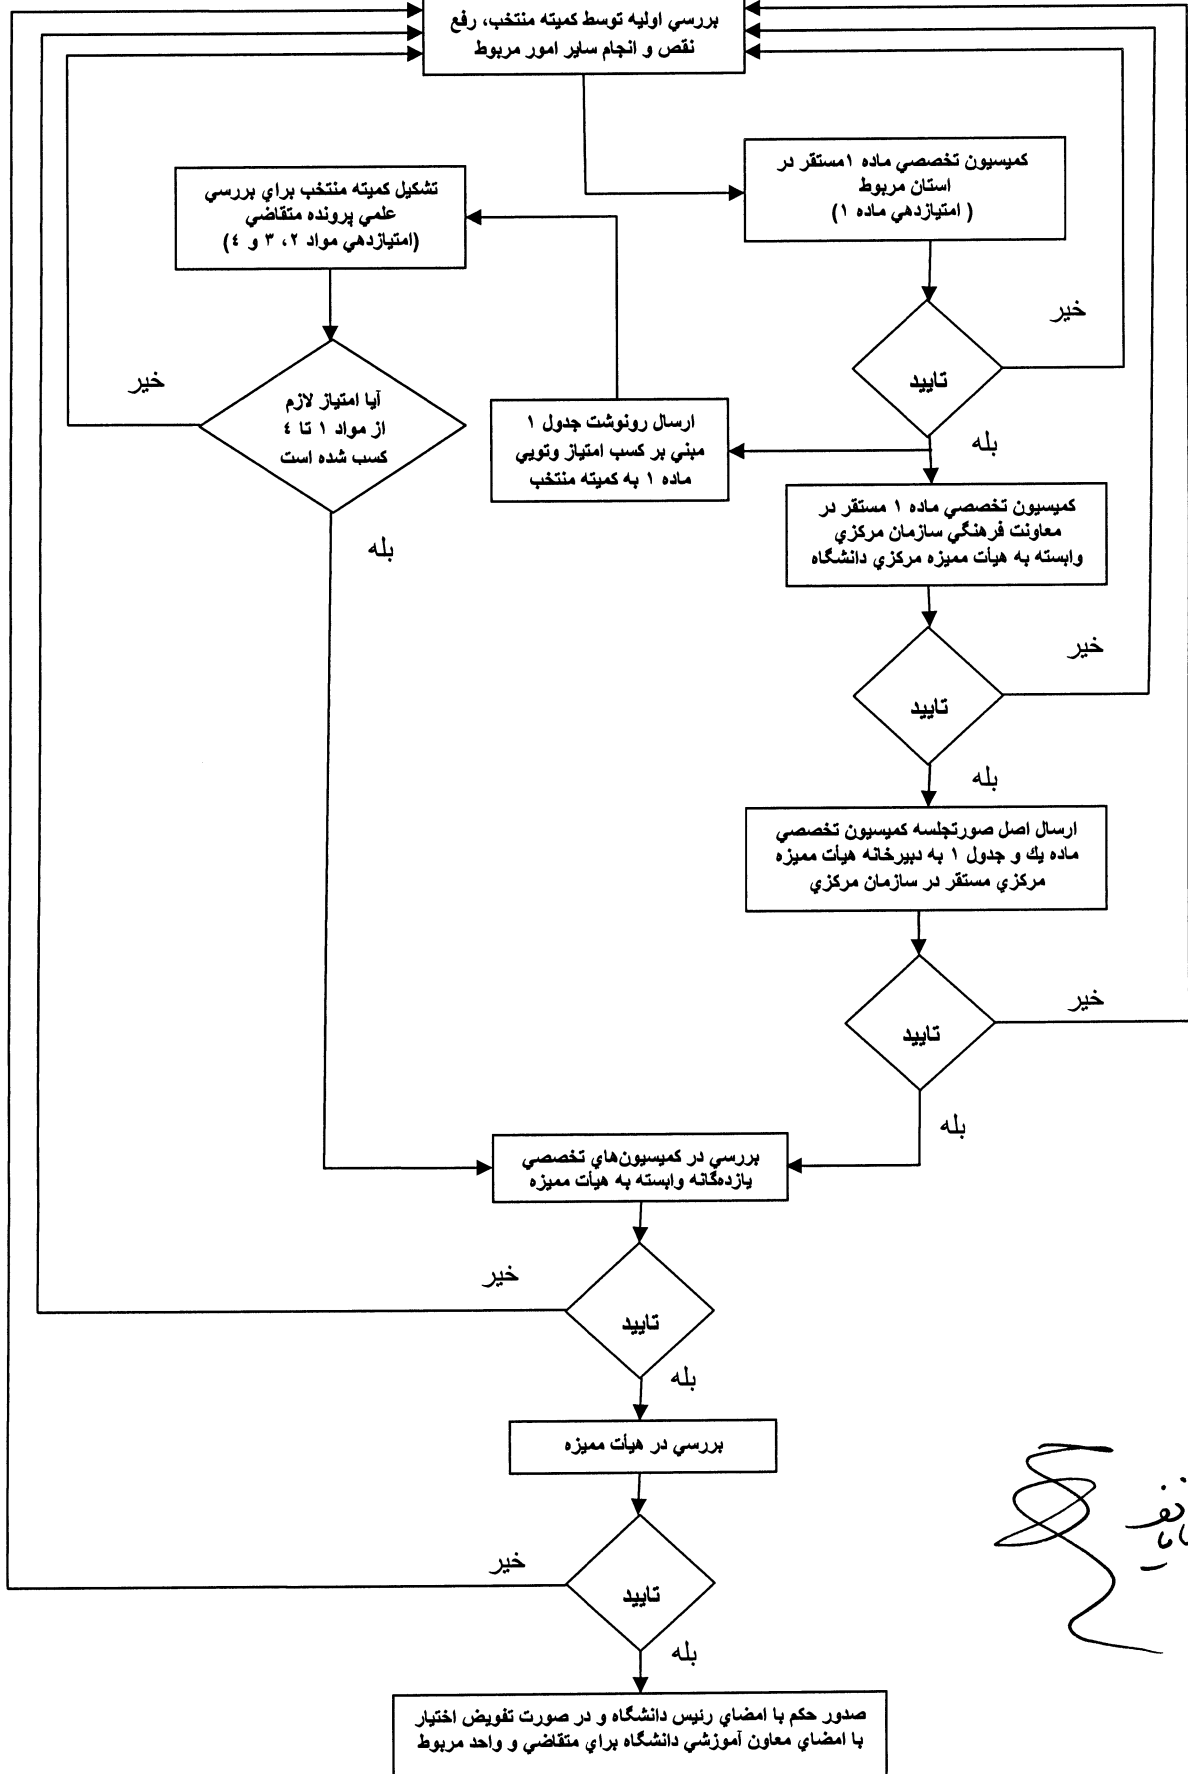 بررسي اوليه توسط كميته منتخب، رفع
نقص و انجام ساير امور مربوط
كميسيون تخصصي ماده ۱مستقر در
استان مربوط
( امتيازدهي ماده ۱)
تشكيل كميته منتخب براي بررسي
علمي پرونده متقاضي
(امتيازدهي مواد ۲، ۳ و ٤)
تاييد
خير
بله
آيا امتياز لازم
از مواد ۱ تا ٤
كسب شده است
خير
بله
ارسال رونوشت جدول ۱
مبني بر كسب امتياز وتويي
ماده ۱ به كميته منتخب
كميسيون تخصصي ماده ۱ مستقر در
معاونت فرهنگي سازمان مركزي
وابسته به هيأت مميزه مركزي دانشگاه
تاييد
خير
بله
ارسال اصل صورتجلسه كميسيون تخصصي
ماده يك و جدول ۱ به دبيرخانه هيأت مميزه
مركزي مستقر در سازمان مركزي
تاييد
خير
بله
بررسي در كميسيون‌هاي تخصصي
يازده‌گانه وابسته به هيأت مميزه
تاييد
خير
بله
بررسي در هيأت مميزه
تاييد
خير
بله
صدور حكم با امضاي رئيس دانشگاه و در صورت تفويض اختيار
با امضاي معاون آموزشي دانشگاه براي متقاضي و واحد مربوط